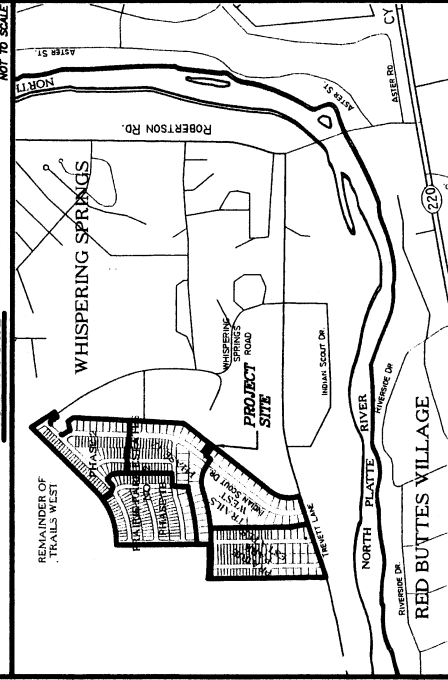 NOT TO SCALE
ASTER ST.
NORTH
CY
ASTER ST.
ASTER RD.
ROBERTSON RD.
220
WHISPERING SPRINGS
WHISPERING
SPRINGS
ROAD
PROJECT
SITE
INDIAN SCOUT DR.
RIVERSIDE DR.
REMAINDER OF
TRAILS WEST
PHASE 2
TRAILS
WEST
INDIAN SCOUT DR.
TREVETT LANE
NORTH PLATTE RIVER
RIVERSIDE DR.
RED BUTTES VILLAGE